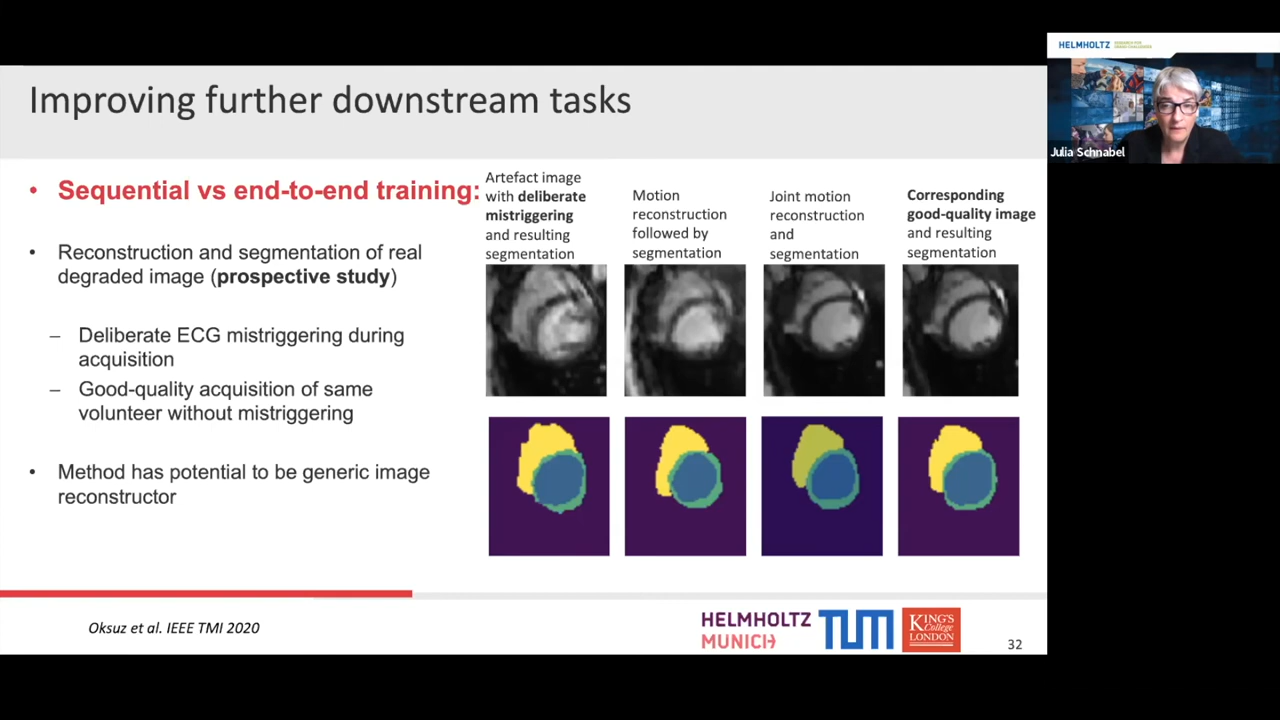 Improving further downstream tasks
• Sequential vs end-to-end training:
• Reconstruction and segmentation of real
degraded image (prospective study)
– Deliberate ECG mistriggering during
acquisition
– Good-quality acquisition of same
volunteer without mistriggering
• Method has potential to be generic image
reconstructor
Artefact image
with deliberate
mistriggering
and resulting
segmentation
Motion
reconstruction
followed by
segmentation
Joint motion
reconstruction
and
segmentation
Corresponding
good-quality image
and resulting
segmentation
Oksuz et al. IEEE TMI 2020
HELMHOLTZ
MUNICH
TUM
KING'S
College
LONDON
32
HELMHOLTZ
Julia Schnabel